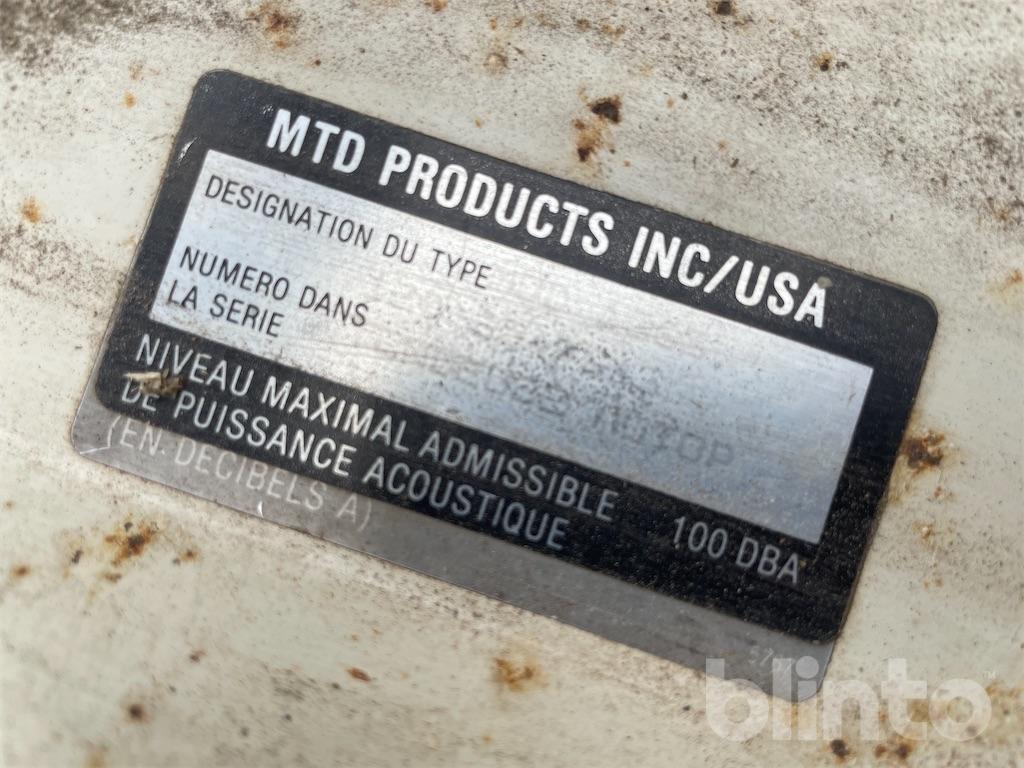 MTD PRODUCTS INC/USA
DESIGNATION DU TYPE
NUMERO DANS
LA SERIE
NIVEAU MAXIMAL ADMISSIBLE
DE PUISSANCE ACOUSTIQUE 100 DBA
(EN DECIBELS A)
blinto™